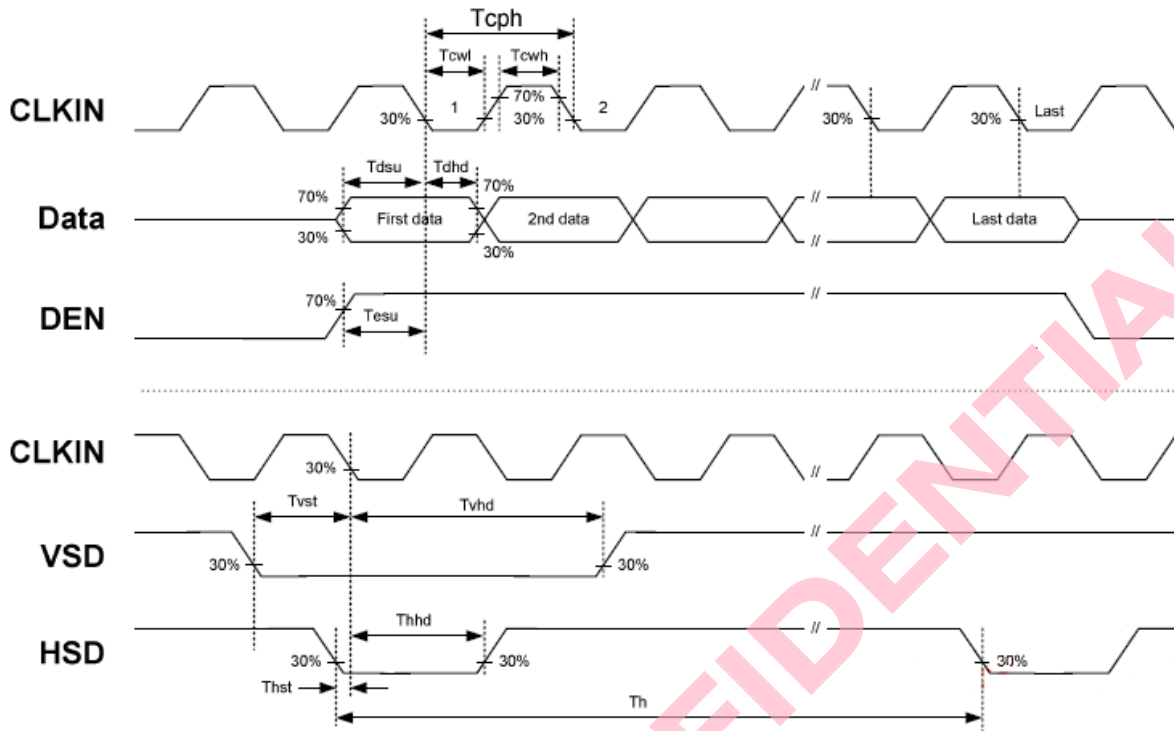 Tcph
Tcwl Tcwh
CLKIN 30% 1 70% 30% 2 // 30% 30% Last
Tdsu Tdhd
70% 70%
Data First data 2nd data // // Last data
30% 30%
DEN 70% Tesu //
CLKIN 30% //
Tvst Tvhd
VSD 30% 30% //
Thhd
HSD 30% 30% // 30%
Thst
Th